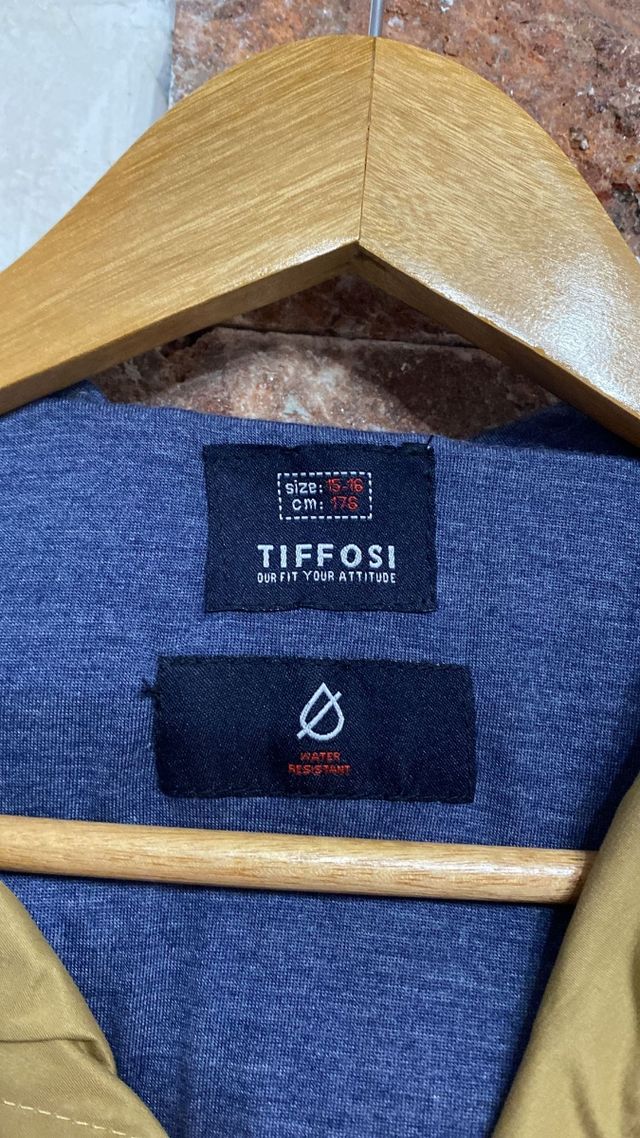 size: 15-16
cm: 176
TIFFOSI
OUR FIT YOUR ATTITUDE
WATER
RESISTANT